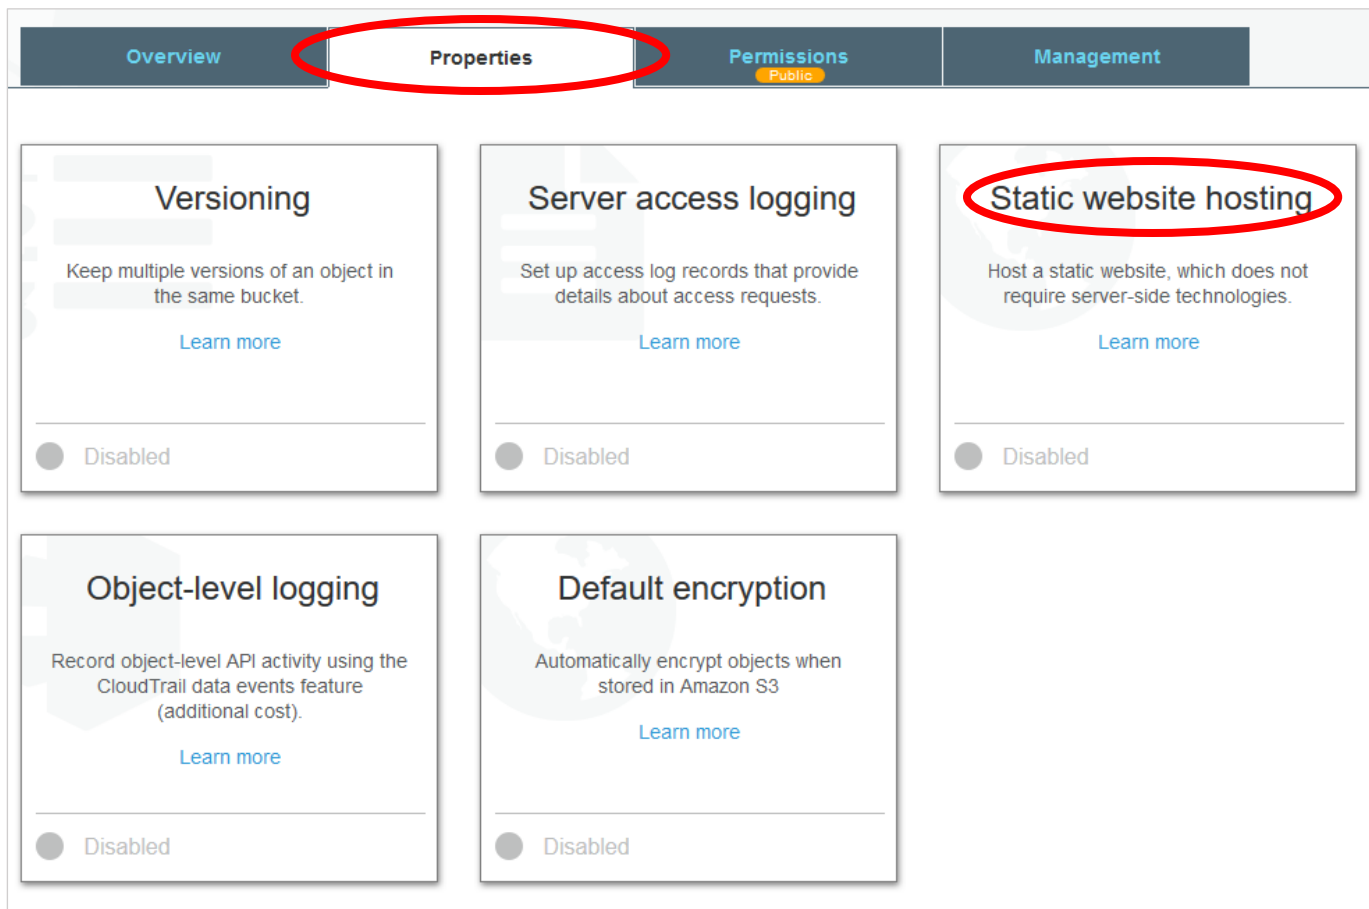 Overview
Properties
Permissions
Public
Management
Versioning
Keep multiple versions of an object in
the same bucket.
Learn more
Disabled
Server access logging
Set up access log records that provide
details about access requests.
Learn more
Disabled
Static website hosting
Host a static website, which does not
require server-side technologies.
Learn more
Disabled
Object-level logging
Record object-level API activity using the
CloudTrail data events feature
(additional cost).
Learn more
Disabled
Default encryption
Automatically encrypt objects when
stored in Amazon S3
Learn more
Disabled